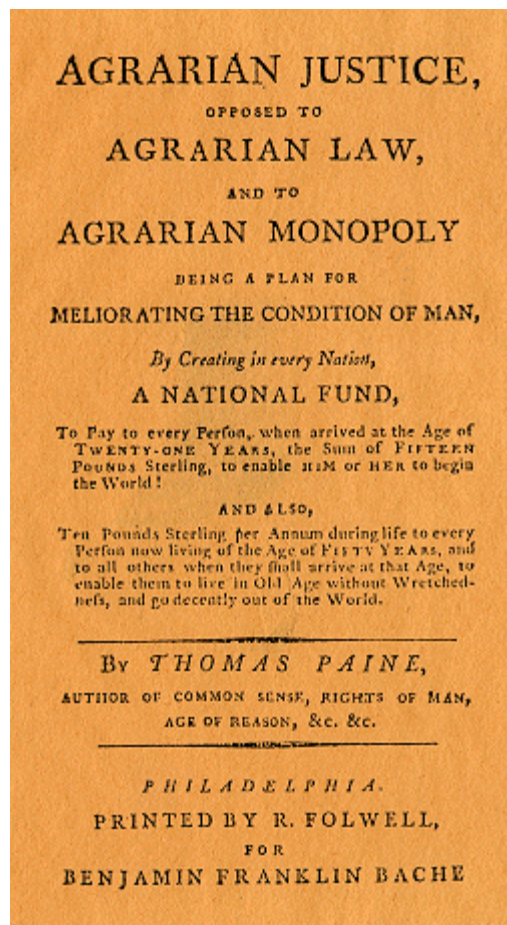 AGRARIAN JUSTICE,
OPPOSED TO
AGRARIAN LAW,
AND TO
AGRARIAN MONOPOLY
BEING A PLAN FOR
MELIORATING THE CONDITION OF MAN,
By Creating in every Nation,
A NATIONAL FUND,
To Pay to every Perſon, when arrived at the Age of
TWENTY-ONE YEARS, the Sum of FIFTEEN
POUNDS Sterling, to enable HIM or HER to begin
the World!
AND ALSO,
Ten Pounds Sterling per Annum during life to every
Perſon now living of the Age of FIFTY YEARS, and
to all others when they ſhall arrive at that Age, to
enable them to live in Old Age without Wretched-
neſs, and go decently out of the World.
BY THOMAS PAINE,
AUTHOR OF COMMON SENSE, RIGHTS OF MAN,
AGE OF REASON, &c. &c.
PHILADELPHIA.
PRINTED BY R. FOLWELL,
FOR
BENJAMIN FRANKLIN BACHE